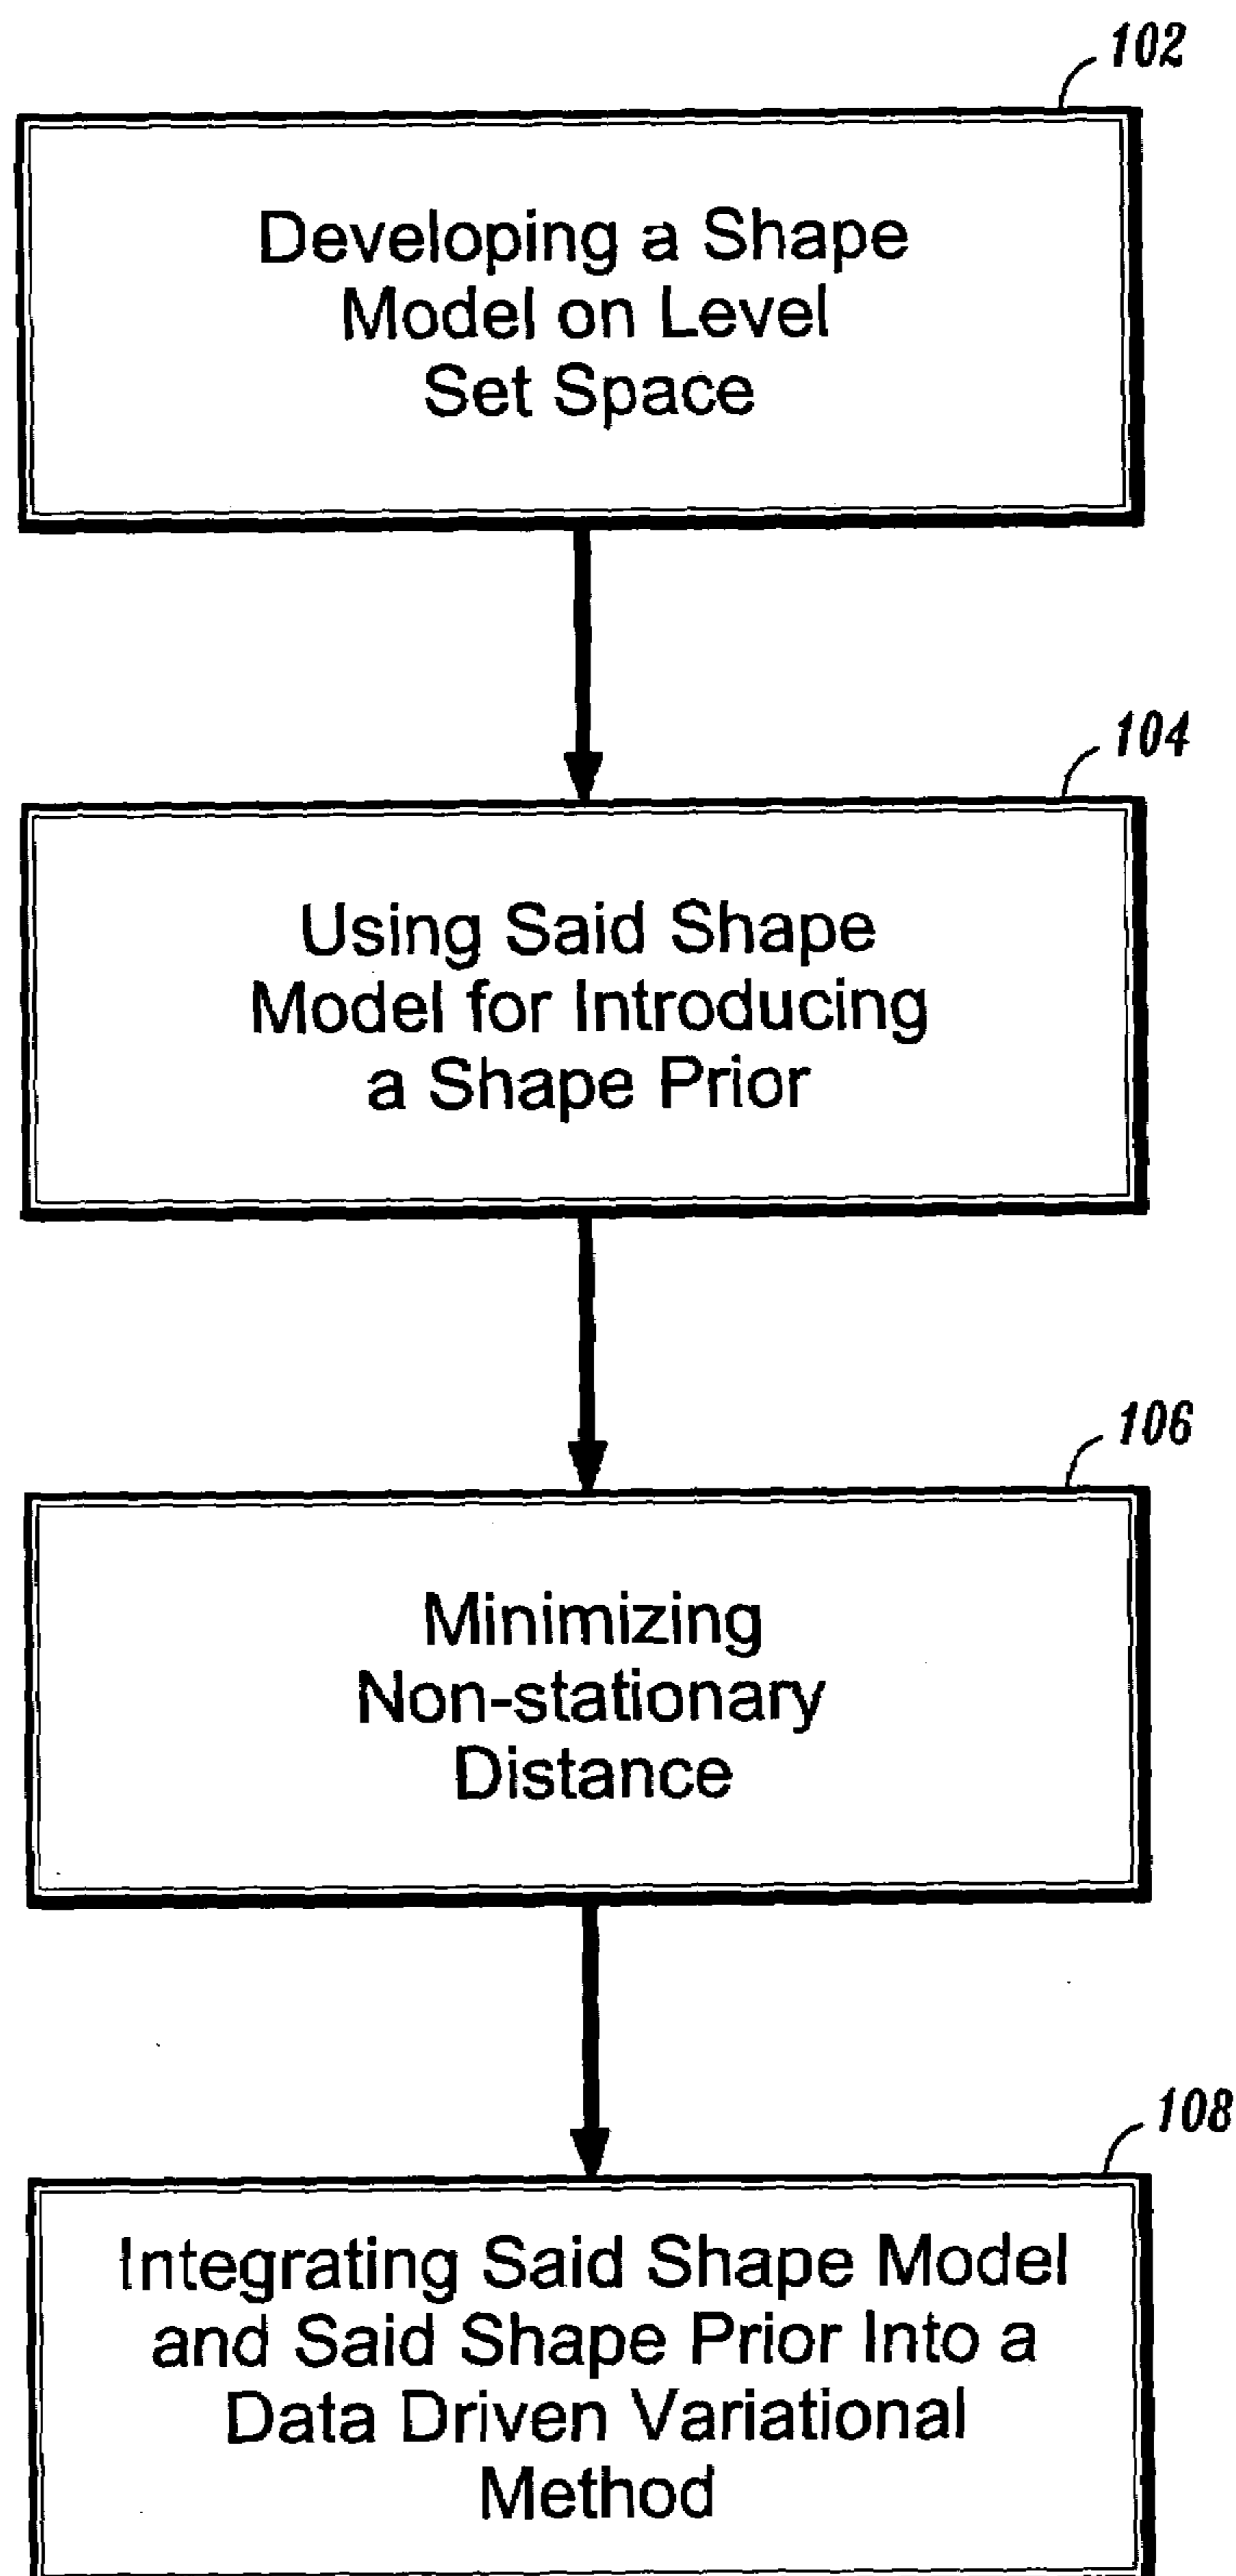 102
Developing a Shape
Model on Level
Set Space
104
Using Said Shape
Model for Introducing
a Shape Prior
106
Minimizing
Non-stationary
Distance
108
Integrating Said Shape Model
and Said Shape Prior Into a
Data Driven Variational
Method